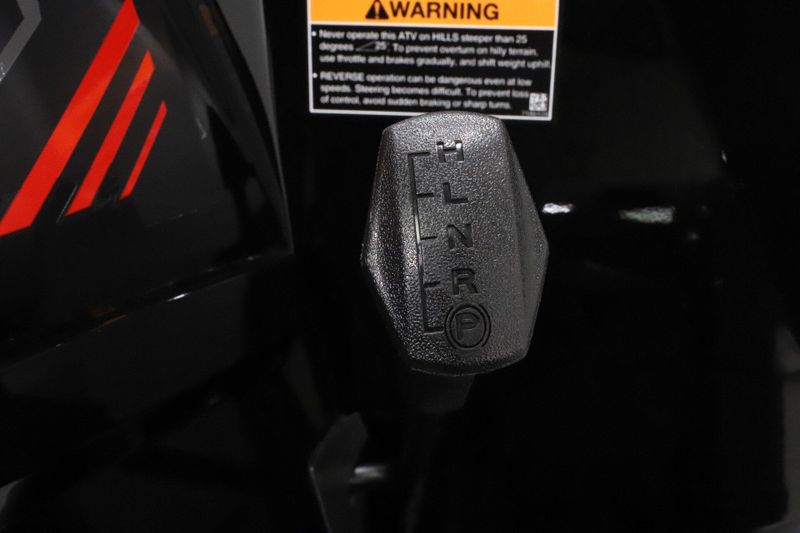 WARNING
• Never operate this ATV on HILLS steeper than 25
degrees 25°. To prevent overturn on hilly terrain,
use throttle and brakes gradually, and shift weight uphill.
• REVERSE operation can be dangerous even at low
speeds. Steering becomes difficult. To prevent loss
of control, avoid sudden braking or sharp turns.
H
L
N
R
P